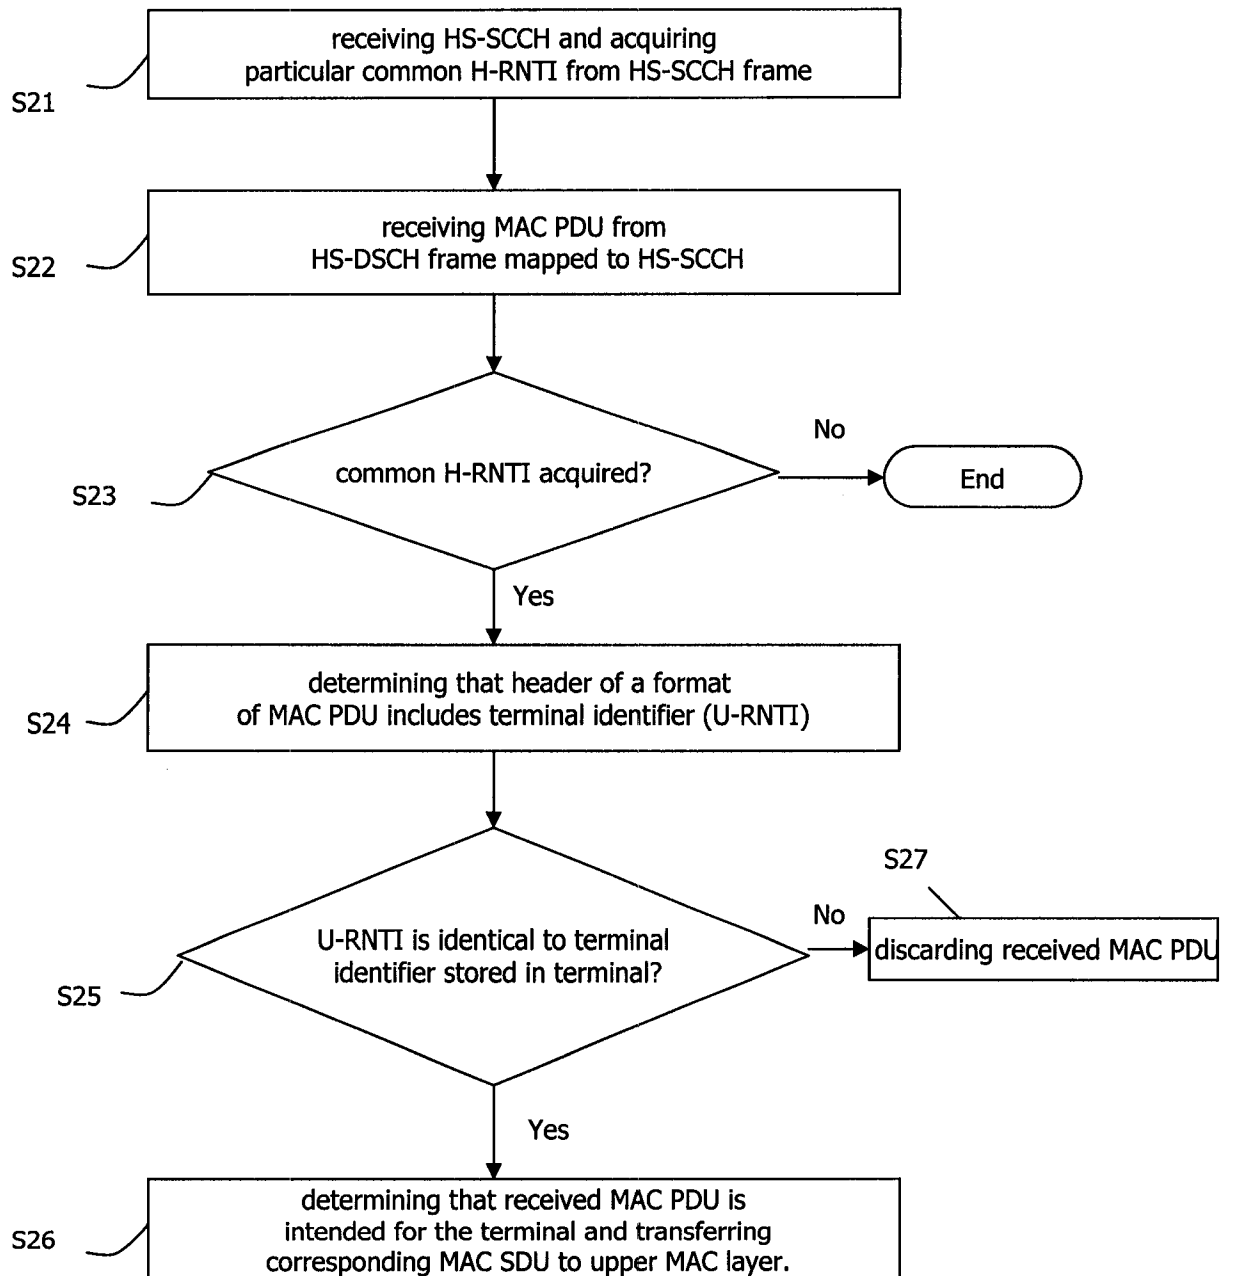 receiving HS-SCCH and acquiring
particular common H-RNTI from HS-SCCH frame
S21
receiving MAC PDU from
HS-DSCH frame mapped to HS-SCCH
S22
No
common H-RNTI acquired?
End
S23
Yes
determining that header of a format
of MAC PDU includes terminal identifier (U-RNTI)
S24
S27
No
U-RNTI is identical to terminal
identifier stored in terminal?
discarding received MAC PDU
S25
Yes
determining that received MAC PDU is
intended for the terminal and transferring
corresponding MAC SDU to upper MAC layer.
S26